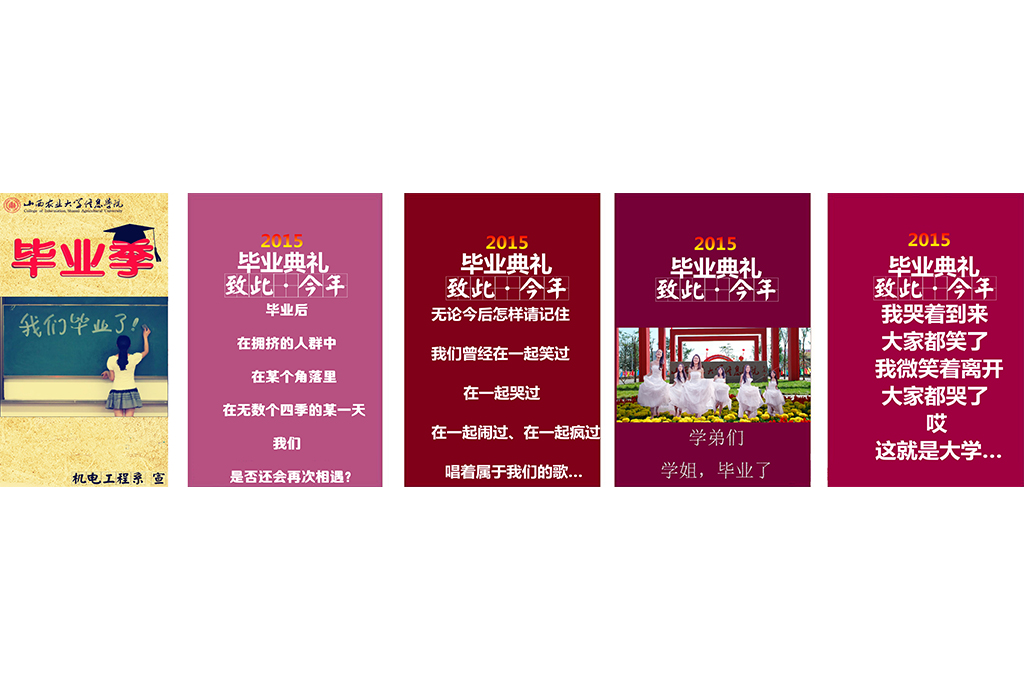 山西农业大学信息学院
College of Information, Shanxi Agricultural University
毕业季
我们毕业了!
机电工程系 宣
2015
毕业典礼
致此·今年
毕业后
在拥挤的人群中
在某个角落里
在无数个四季的某一天
我们
是否还会再次相遇?
2015
毕业典礼
致此·今年
无论今后怎样请记住
我们曾经在一起笑过
在一起哭过
在一起闹过、在一起疯过
唱着属于我们的歌...
2015
毕业典礼
致此·今年
学弟们
学姐，毕业了
2015
毕业典礼
致此·今年
我哭着到来
大家都笑了
我微笑着离开
大家都哭了
哎
这就是大学...